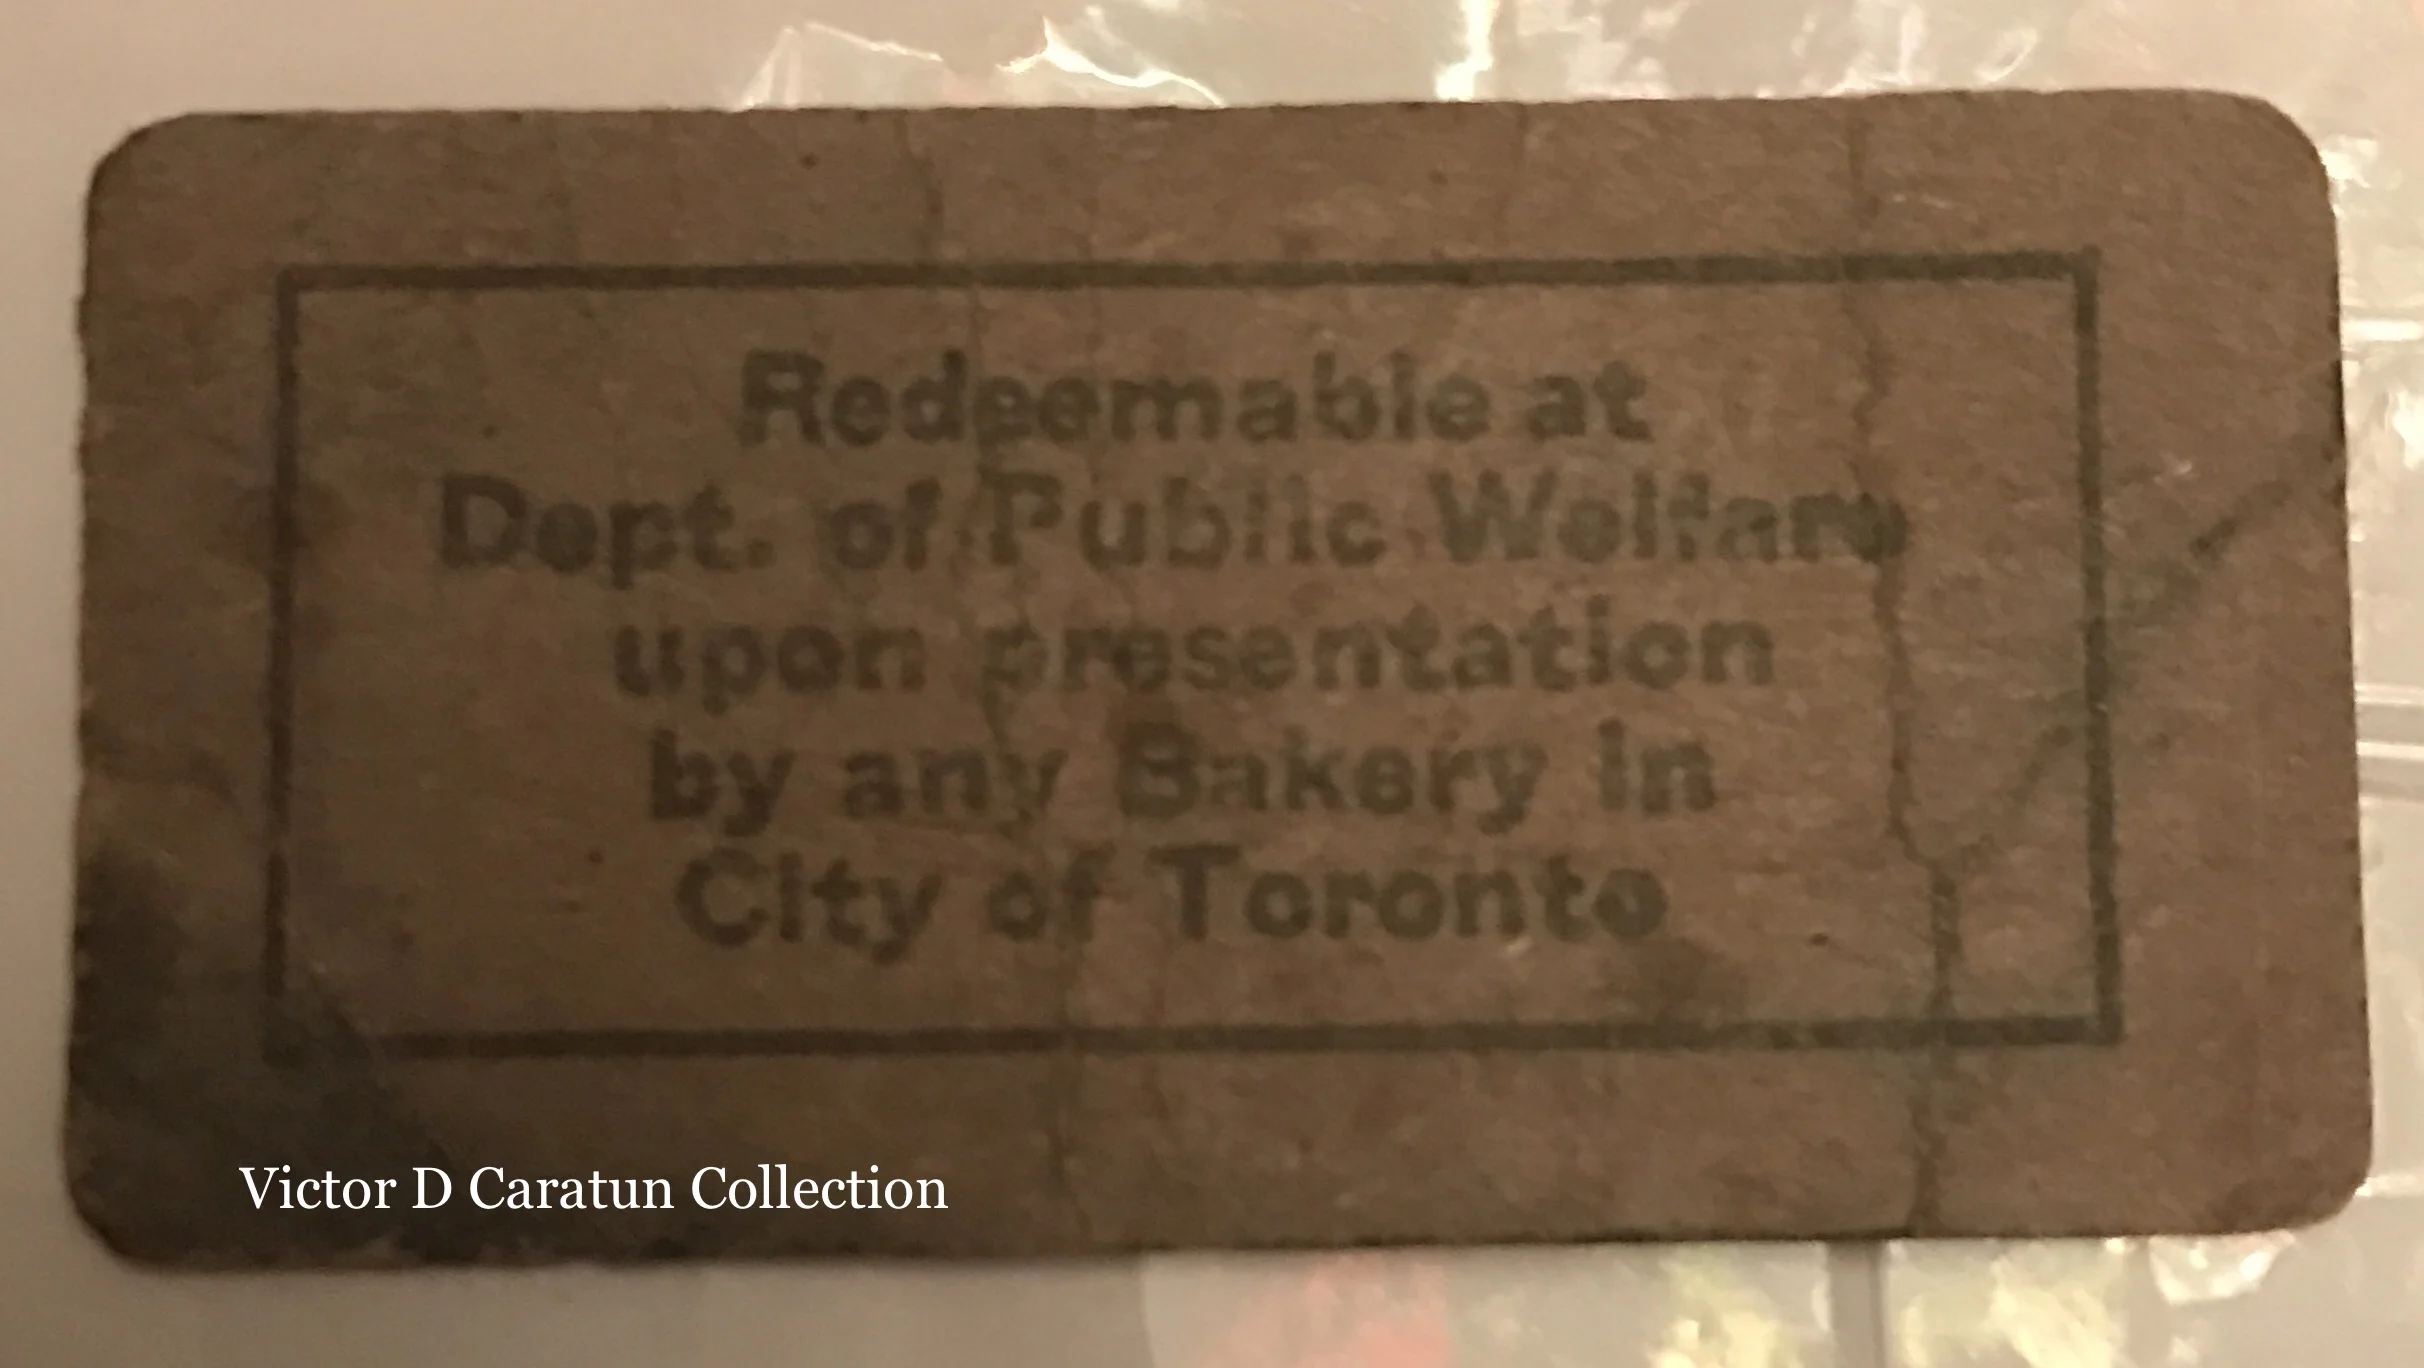 Redeemable at
Dept. of Public Welfare
upon presentation
by any Bakery in
City of Toronto
Victor D Caratun Collection